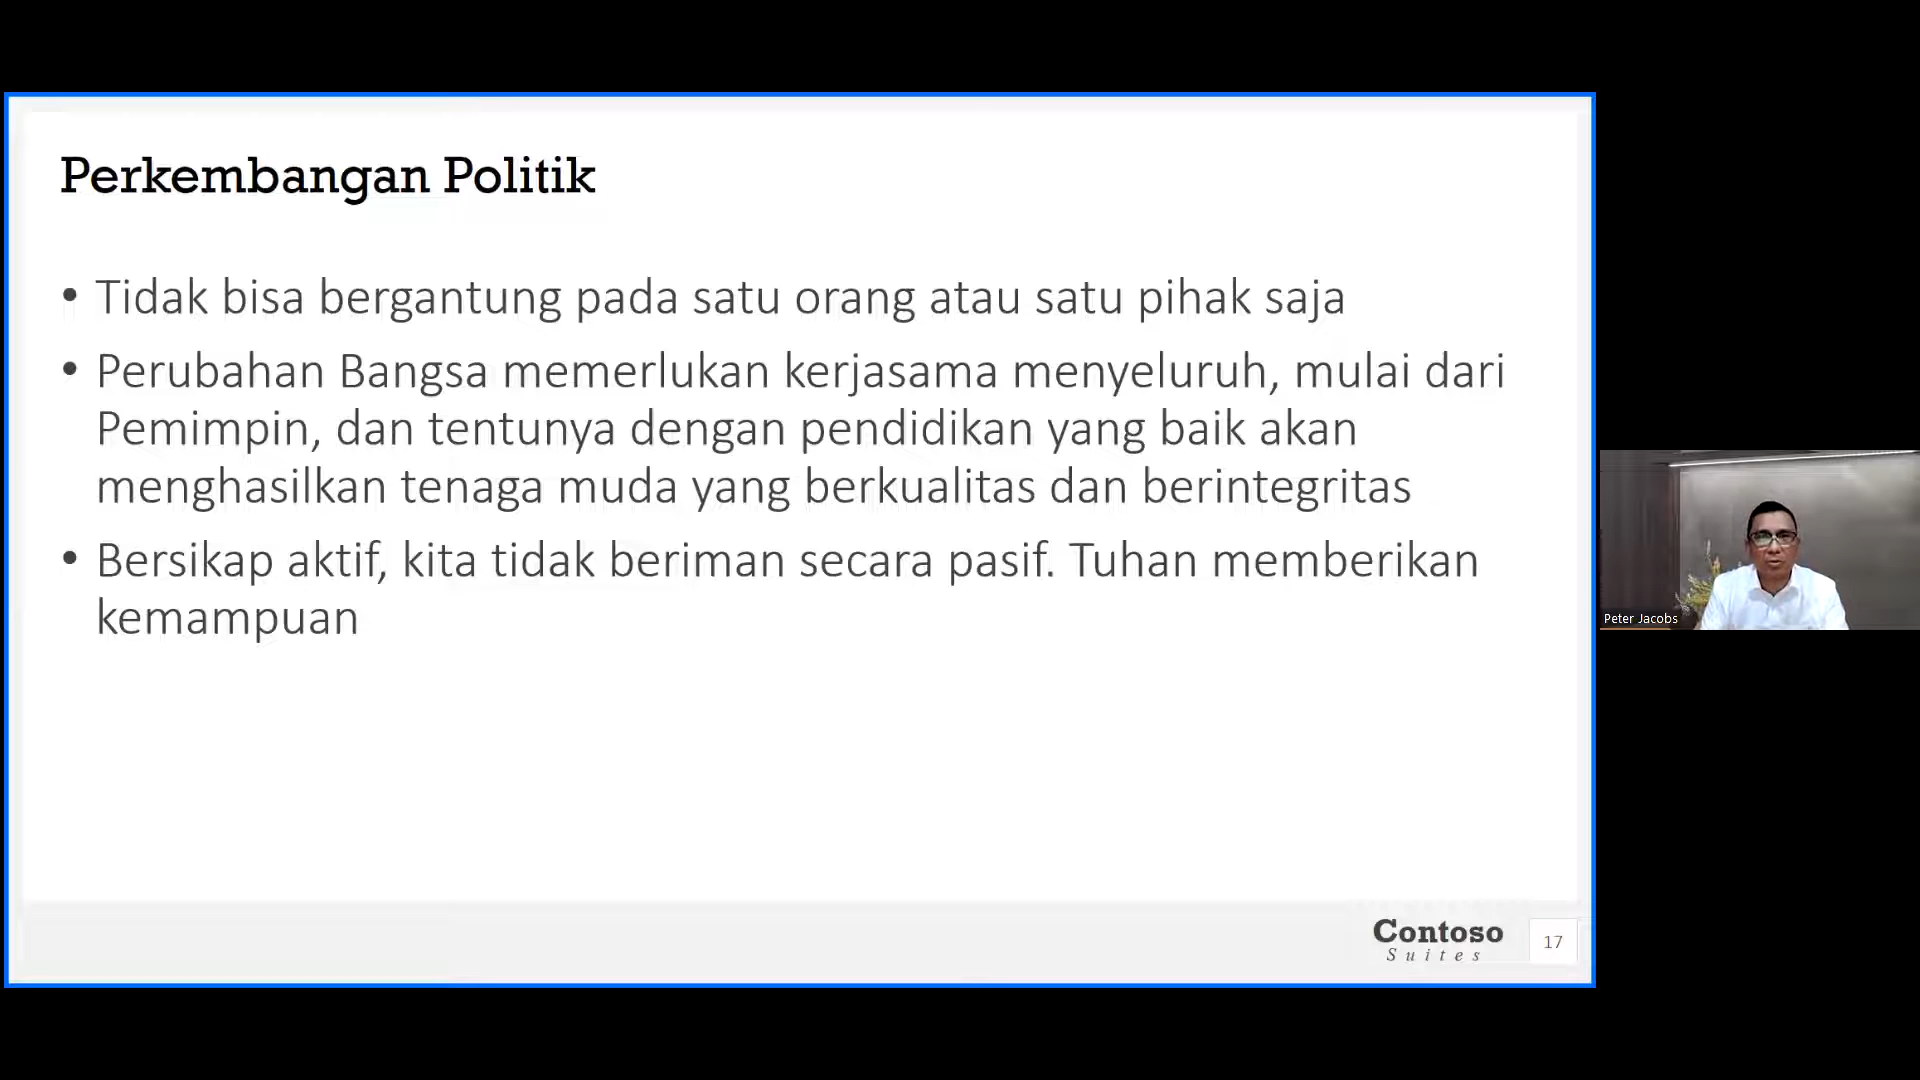 Perkembangan Politik
• Tidak bisa bergantung pada satu orang atau satu pihak saja
• Perubahan Bangsa memerlukan kerjasama menyeluruh, mulai dari
Pemimpin, dan tentunya dengan pendidikan yang baik akan
menghasilkan tenaga muda yang berkualitas dan berintegritas
• Bersikap aktif, kita tidak beriman secara pasif. Tuhan memberikan
kemampuan
Contoso
Suites
17
Peter Jacobs